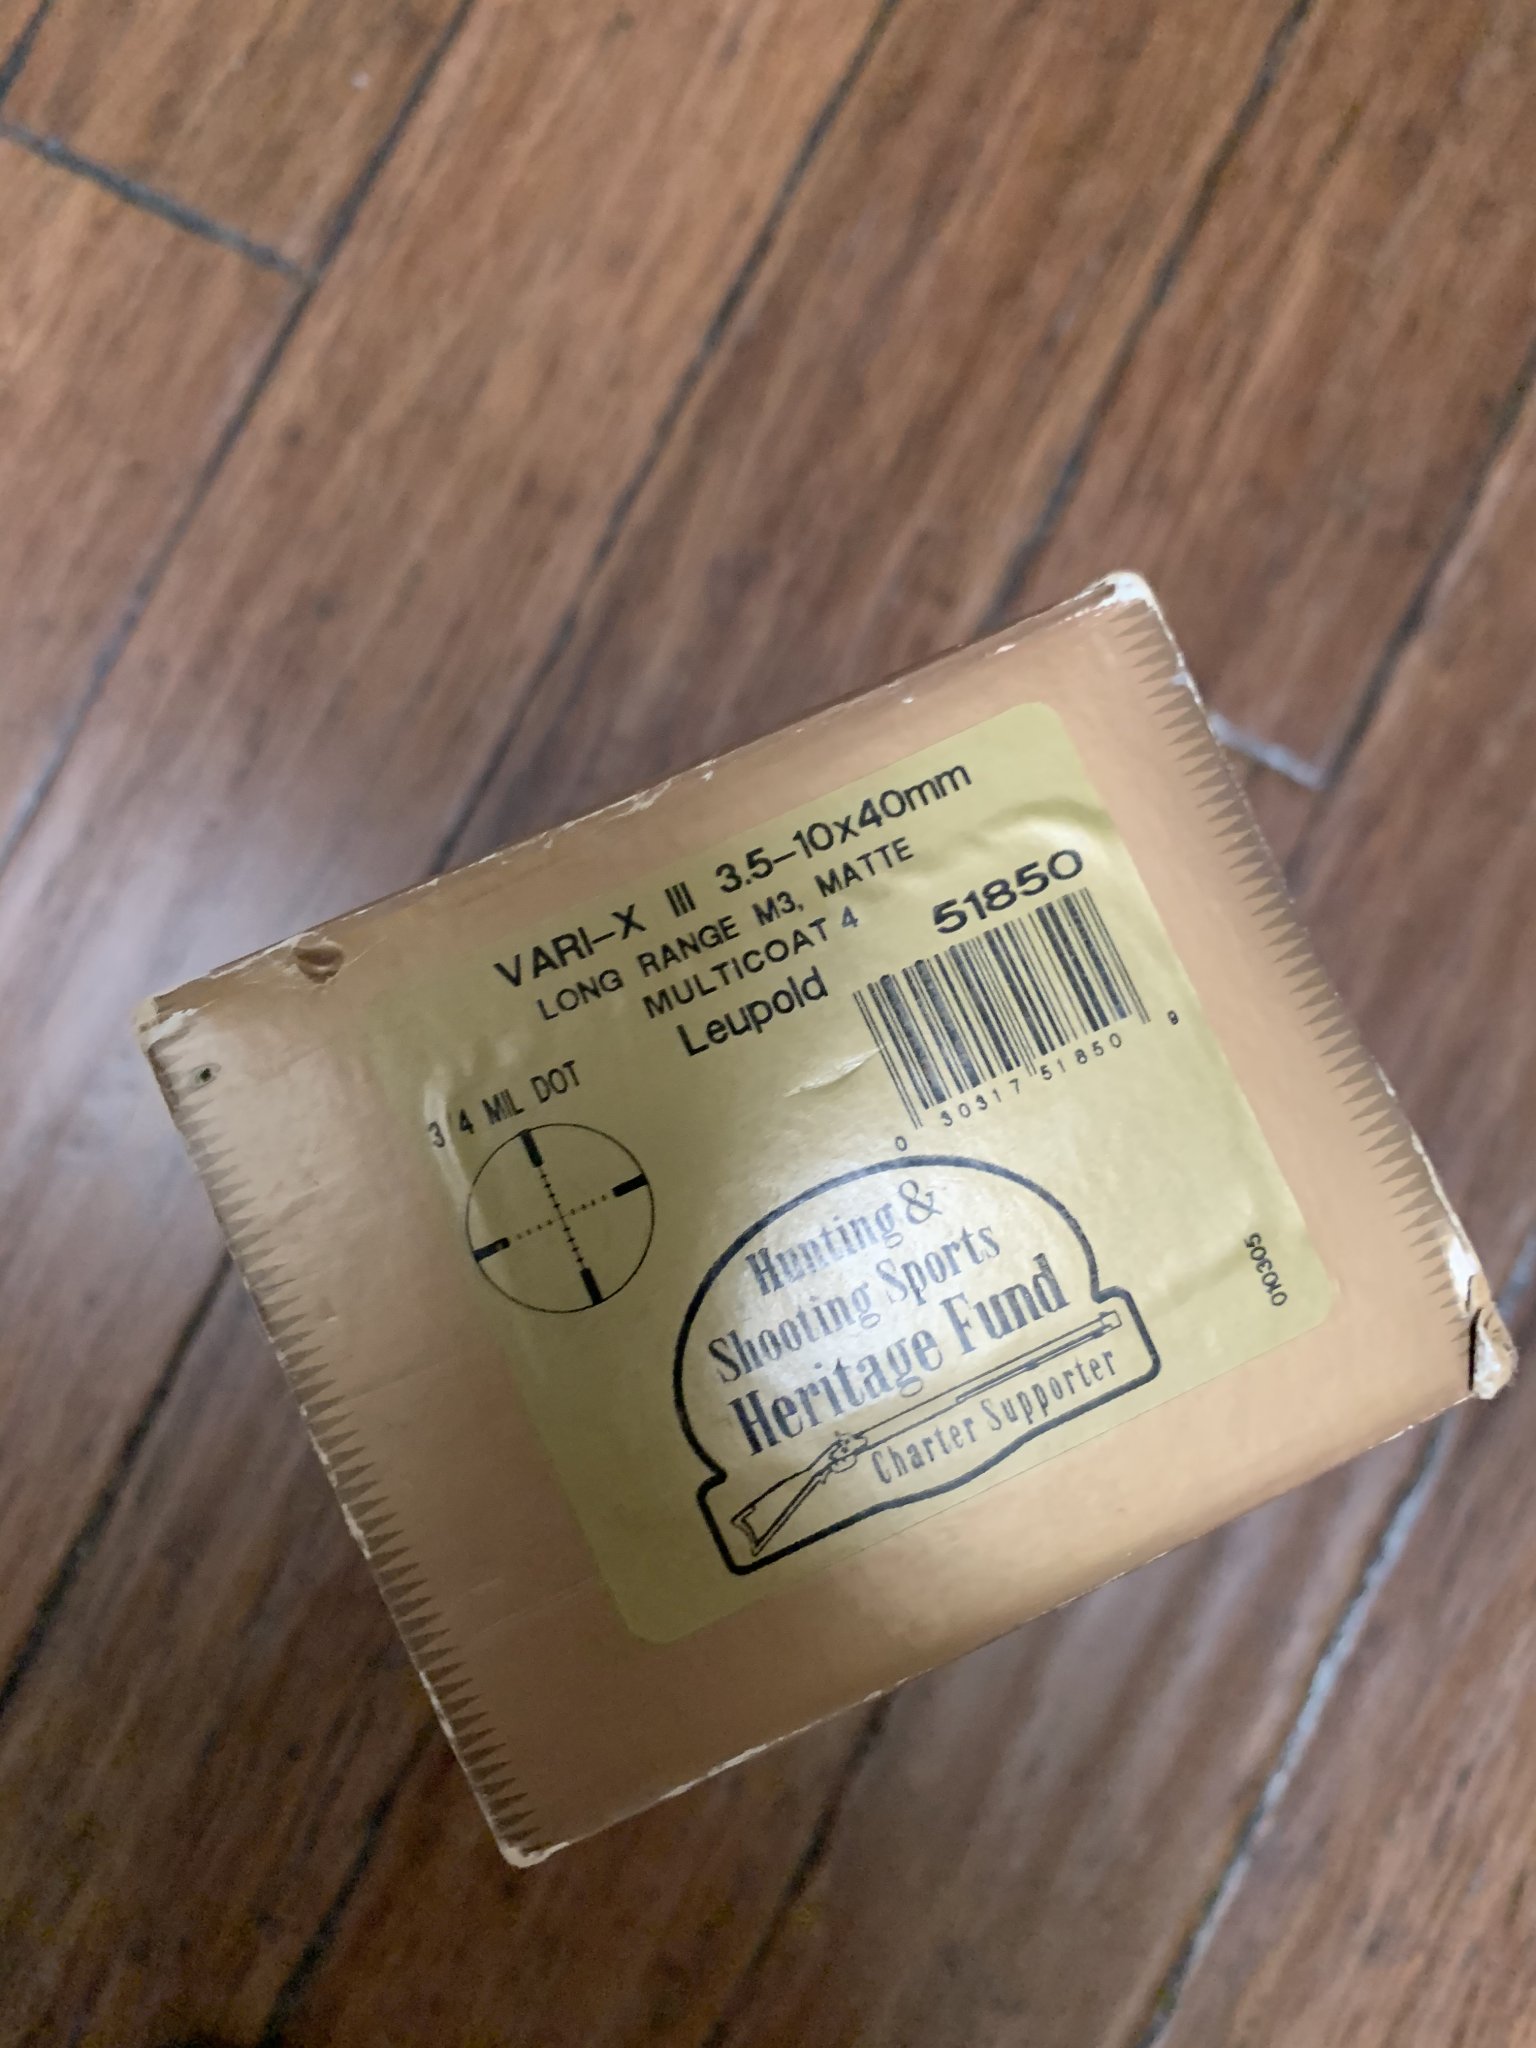 VARI-X III 3.5-10x40mm
LONG RANGE M3, MATTE
MULTICOAT 4
Leupold
51850
0 30317 51850 9
3/4 MIL DOT
Hunting &
Shooting Sports
Heritage Fund
Charter Supporter
010305